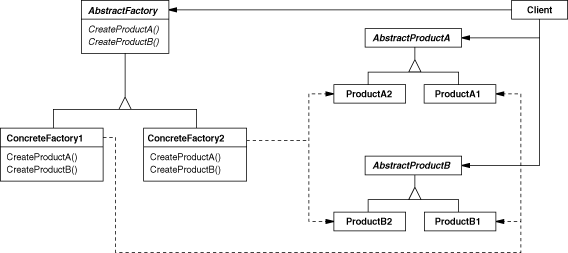 AbstractFactory
CreateProductA()
CreateProductB()
Client
AbstractProductA
ProductA2
ProductA1
ConcreteFactory1
CreateProductA()
CreateProductB()
ConcreteFactory2
CreateProductA()
CreateProductB()
AbstractProductB
ProductB2
ProductB1